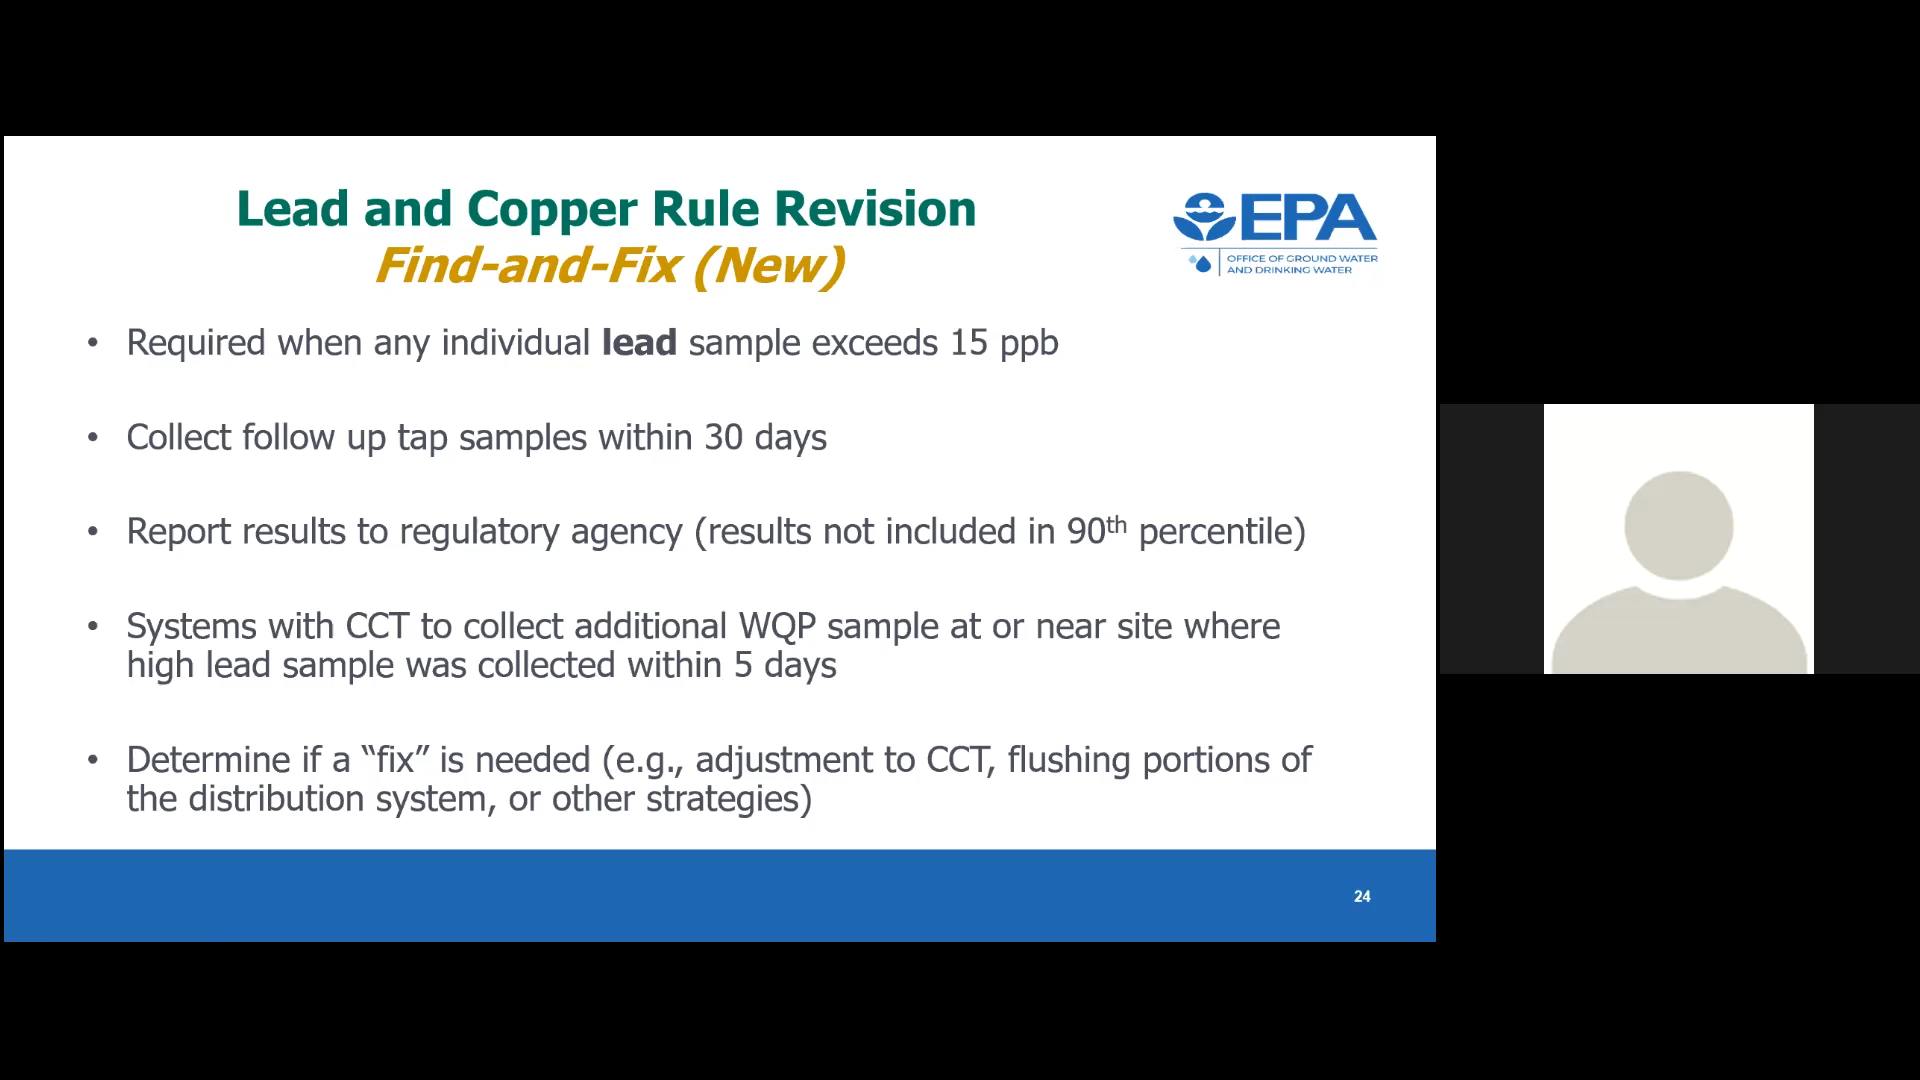 Lead and Copper Rule Revision
Find-and-Fix (New)
EPA
OFFICE OF GROUND WATER
AND DRINKING WATER
• Required when any individual lead sample exceeds 15 ppb
• Collect follow up tap samples within 30 days
• Report results to regulatory agency (results not included in 90th percentile)
• Systems with CCT to collect additional WQP sample at or near site where
high lead sample was collected within 5 days
• Determine if a “fix” is needed (e.g., adjustment to CCT, flushing portions of
the distribution system, or other strategies)
24